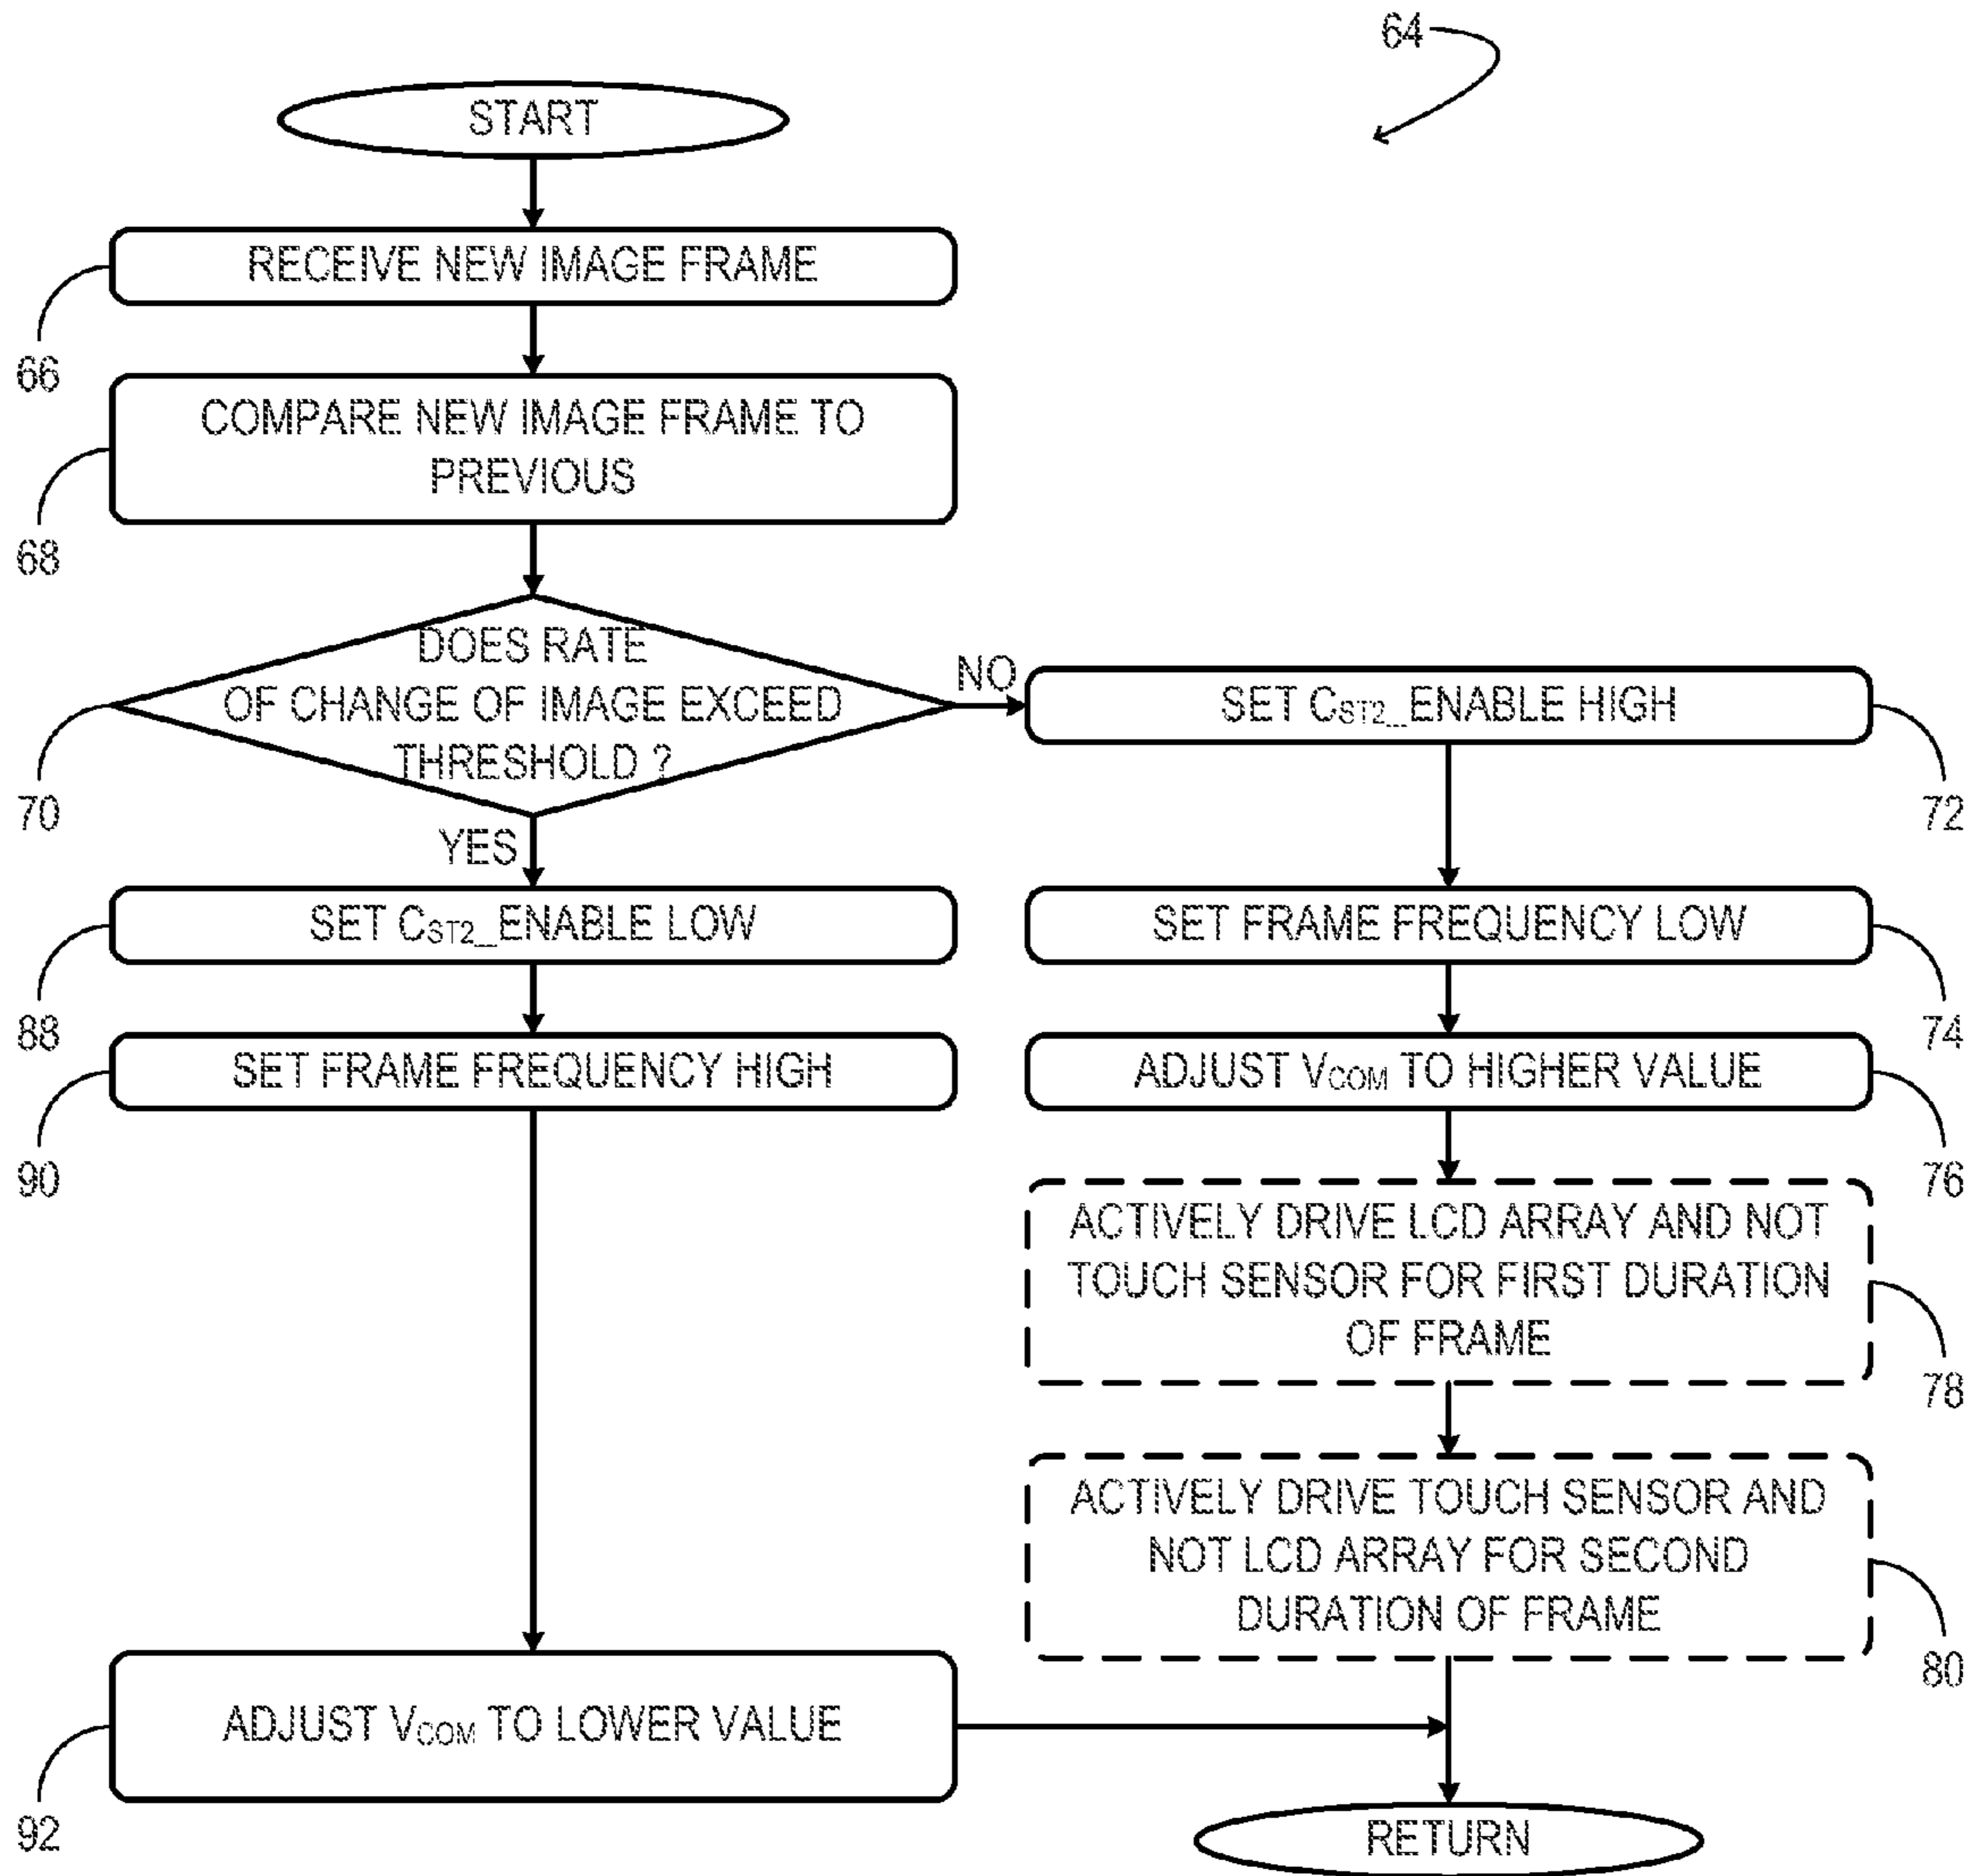 64
START
RECEIVE NEW IMAGE FRAME
66
COMPARE NEW IMAGE FRAME TO
PREVIOUS
68
DOES RATE
OF CHANGE OF IMAGE EXCEED
THRESHOLD ?
70
NO
YES
SET CST2_ENABLE HIGH
72
SET CST2_ENABLE LOW
88
SET FRAME FREQUENCY LOW
74
SET FRAME FREQUENCY HIGH
90
ADJUST VCOM TO HIGHER VALUE
76
ACTIVELY DRIVE LCD ARRAY AND NOT
TOUCH SENSOR FOR FIRST DURATION
OF FRAME
78
ACTIVELY DRIVE TOUCH SENSOR AND
NOT LCD ARRAY FOR SECOND
DURATION OF FRAME
80
ADJUST VCOM TO LOWER VALUE
92
RETURN